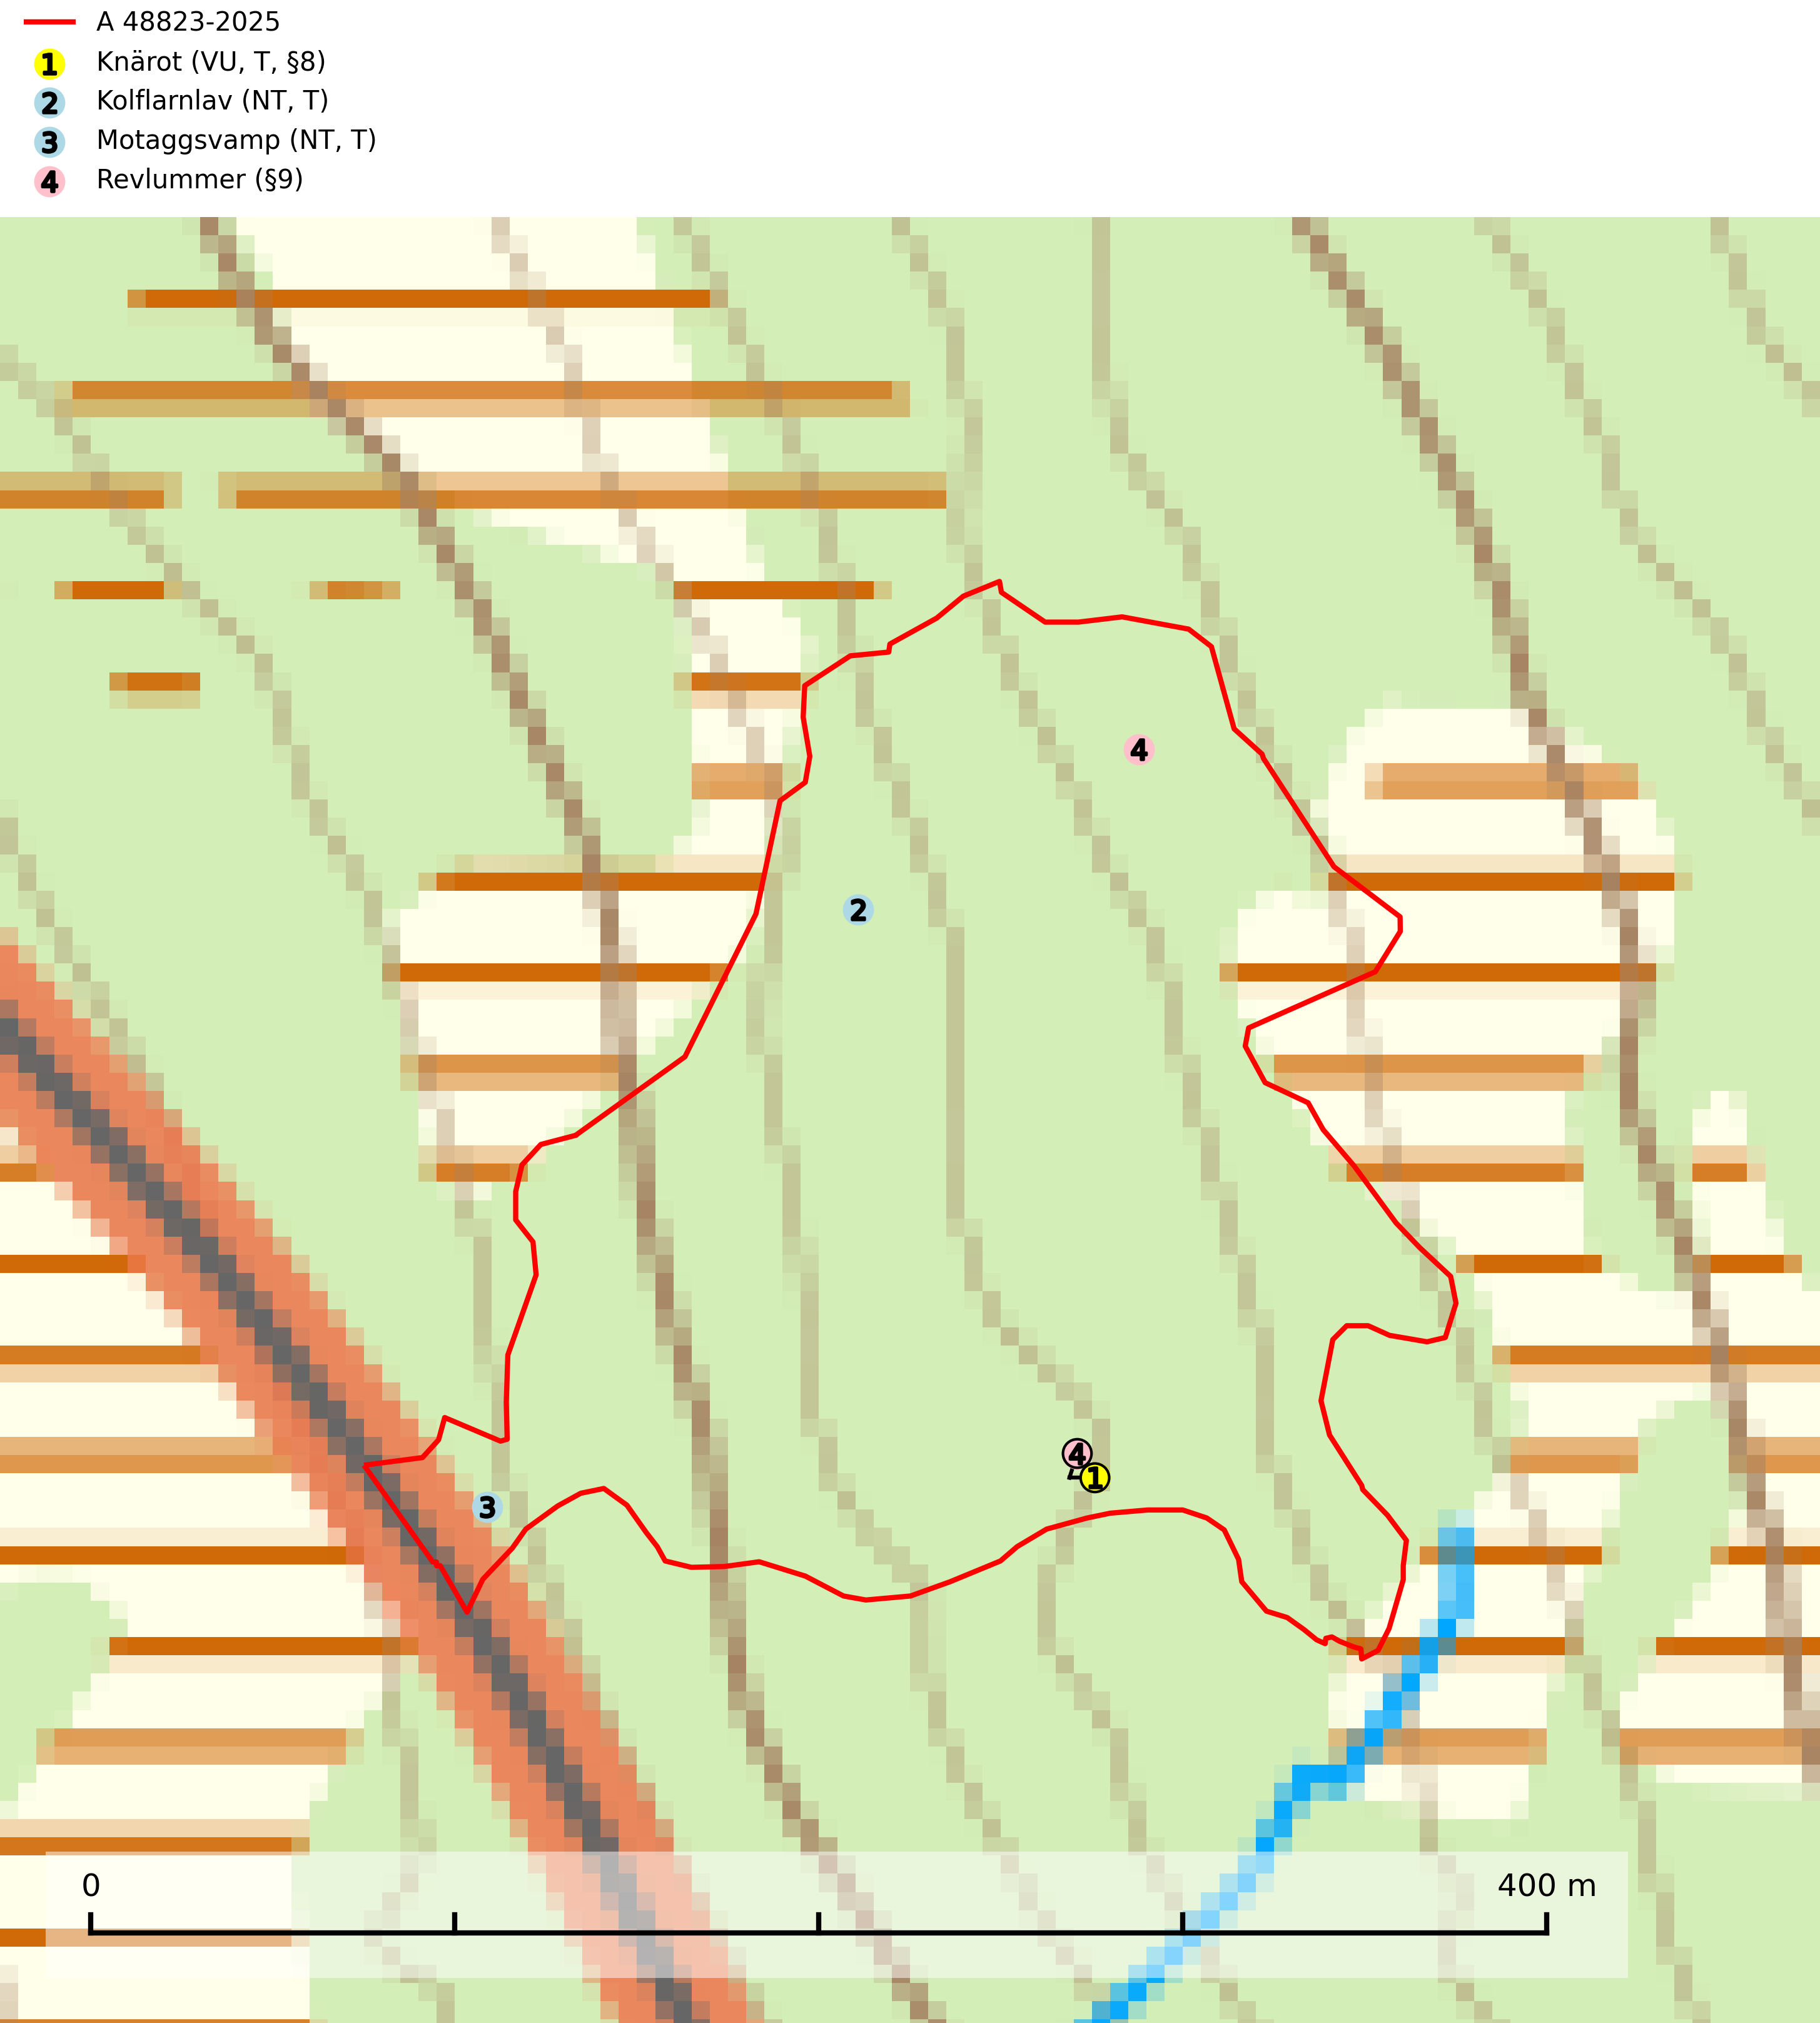 A 48823-2025
1 Knärot (VU, T, §8)
2 Kolflarnlav (NT, T)
3 Motaggsvamp (NT, T)
4 Revlummer (§9)
4
2
4
1
3
0 400 m